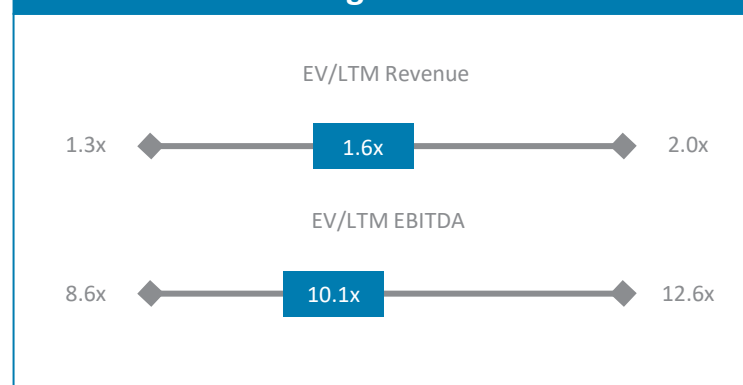 EV/LTM Revenue
1.3x 1.6x 2.0x
EV/LTM EBITDA
8.6x 10.1x 12.6x